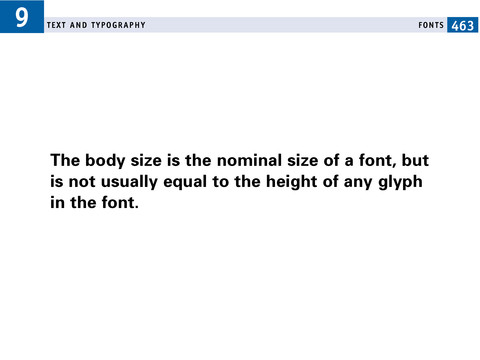 9
TEXT AND TYPOGRAPHY
FONTS 463
The body size is the nominal size of a font, but
is not usually equal to the height of any glyph
in the font.